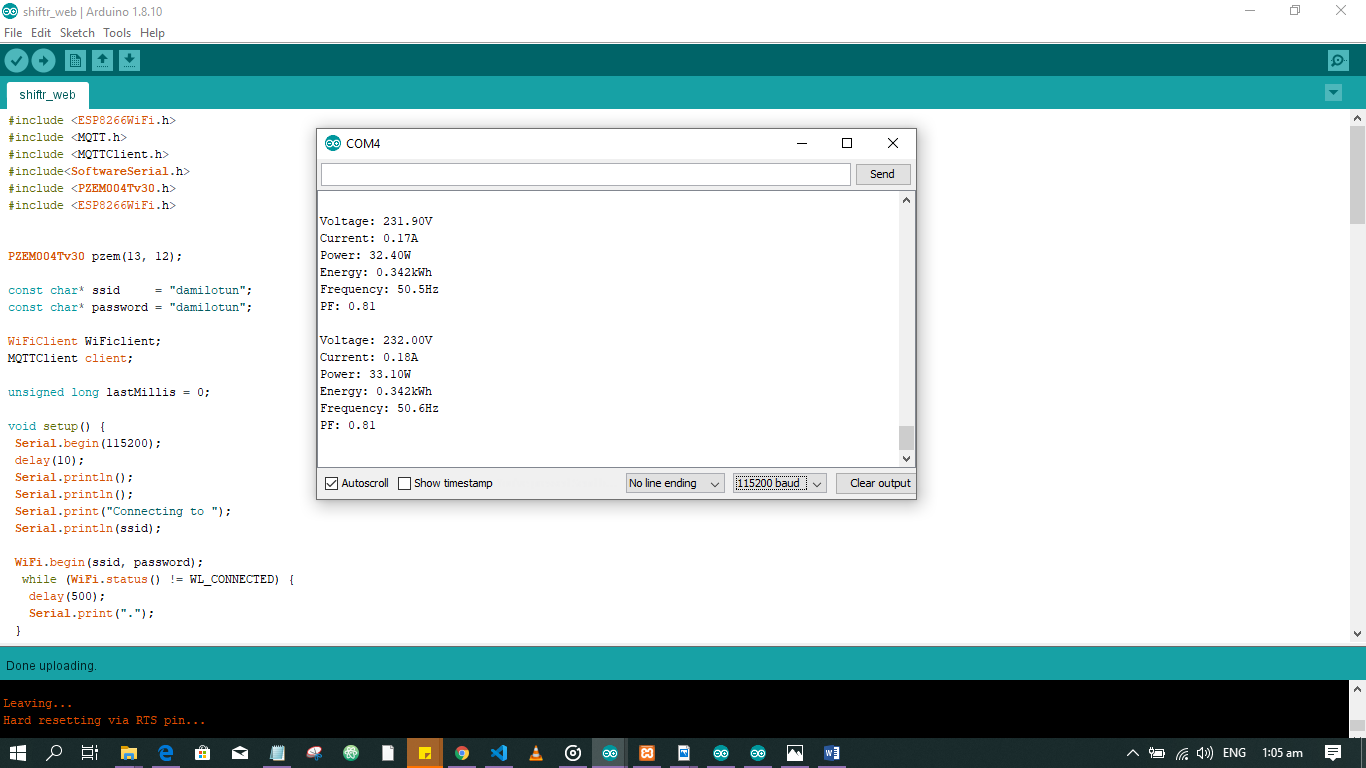 shiftr_web | Arduino 1.8.10
File Edit Sketch Tools Help
shiftr_web
#include <ESP8266WiFi.h>
#include <MQTT.h>
#include <MQTTClient.h>
#include<SoftwareSerial.h>
#include <PZEM004Tv30.h>
#include <ESP8266WiFi.h>
PZEM004Tv30 pzem(13, 12);
const char* ssid     = "damilotun";
const char* password = "damilotun";
WiFiClient WiFiclient;
MQTTClient client;
unsigned long lastMillis = 0;
void setup() {
Serial.begin(115200);
delay(10);
Serial.println();
Serial.println();
Serial.print("Connecting to ");
Serial.println(ssid);
WiFi.begin(ssid, password);
while (WiFi.status() != WL_CONNECTED) {
delay(500);
Serial.print(".");
}
COM4
Send
Voltage: 231.90V
Current: 0.17A
Power: 32.40W
Energy: 0.342kWh
Frequency: 50.5Hz
PF: 0.81
Voltage: 232.00V
Current: 0.18A
Power: 33.10W
Energy: 0.342kWh
Frequency: 50.6Hz
PF: 0.81
Autoscroll Show timestamp No line ending 115200 baud Clear output
Done uploading.
Leaving...
Hard resetting via RTS pin...
ENG 1:05 am